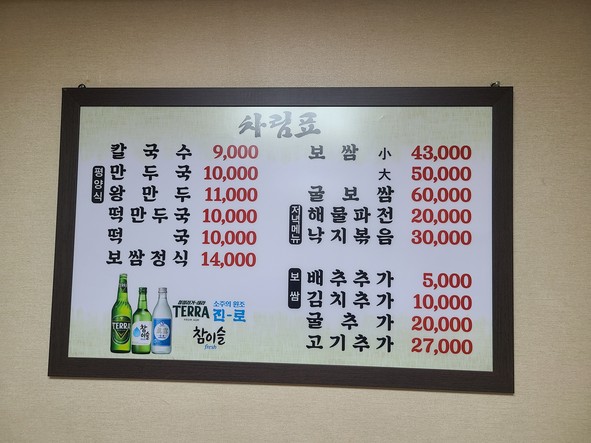 차림표
칼국수 9,000
평양식
만두국 10,000
왕만두 11,000
떡만두국 10,000
떡국 10,000
보쌈정식 14,000
보쌈 小 43,000
大 50,000
굴보쌈 60,000
저녁메뉴
해물파전 20,000
낙지볶음 30,000
보쌈
배추추가 5,000
김치추가 10,000
굴추가 20,000
고기추가 27,000
TERRA
참이슬
TERRA
소주의 원조
진-로
참이슬
fresh